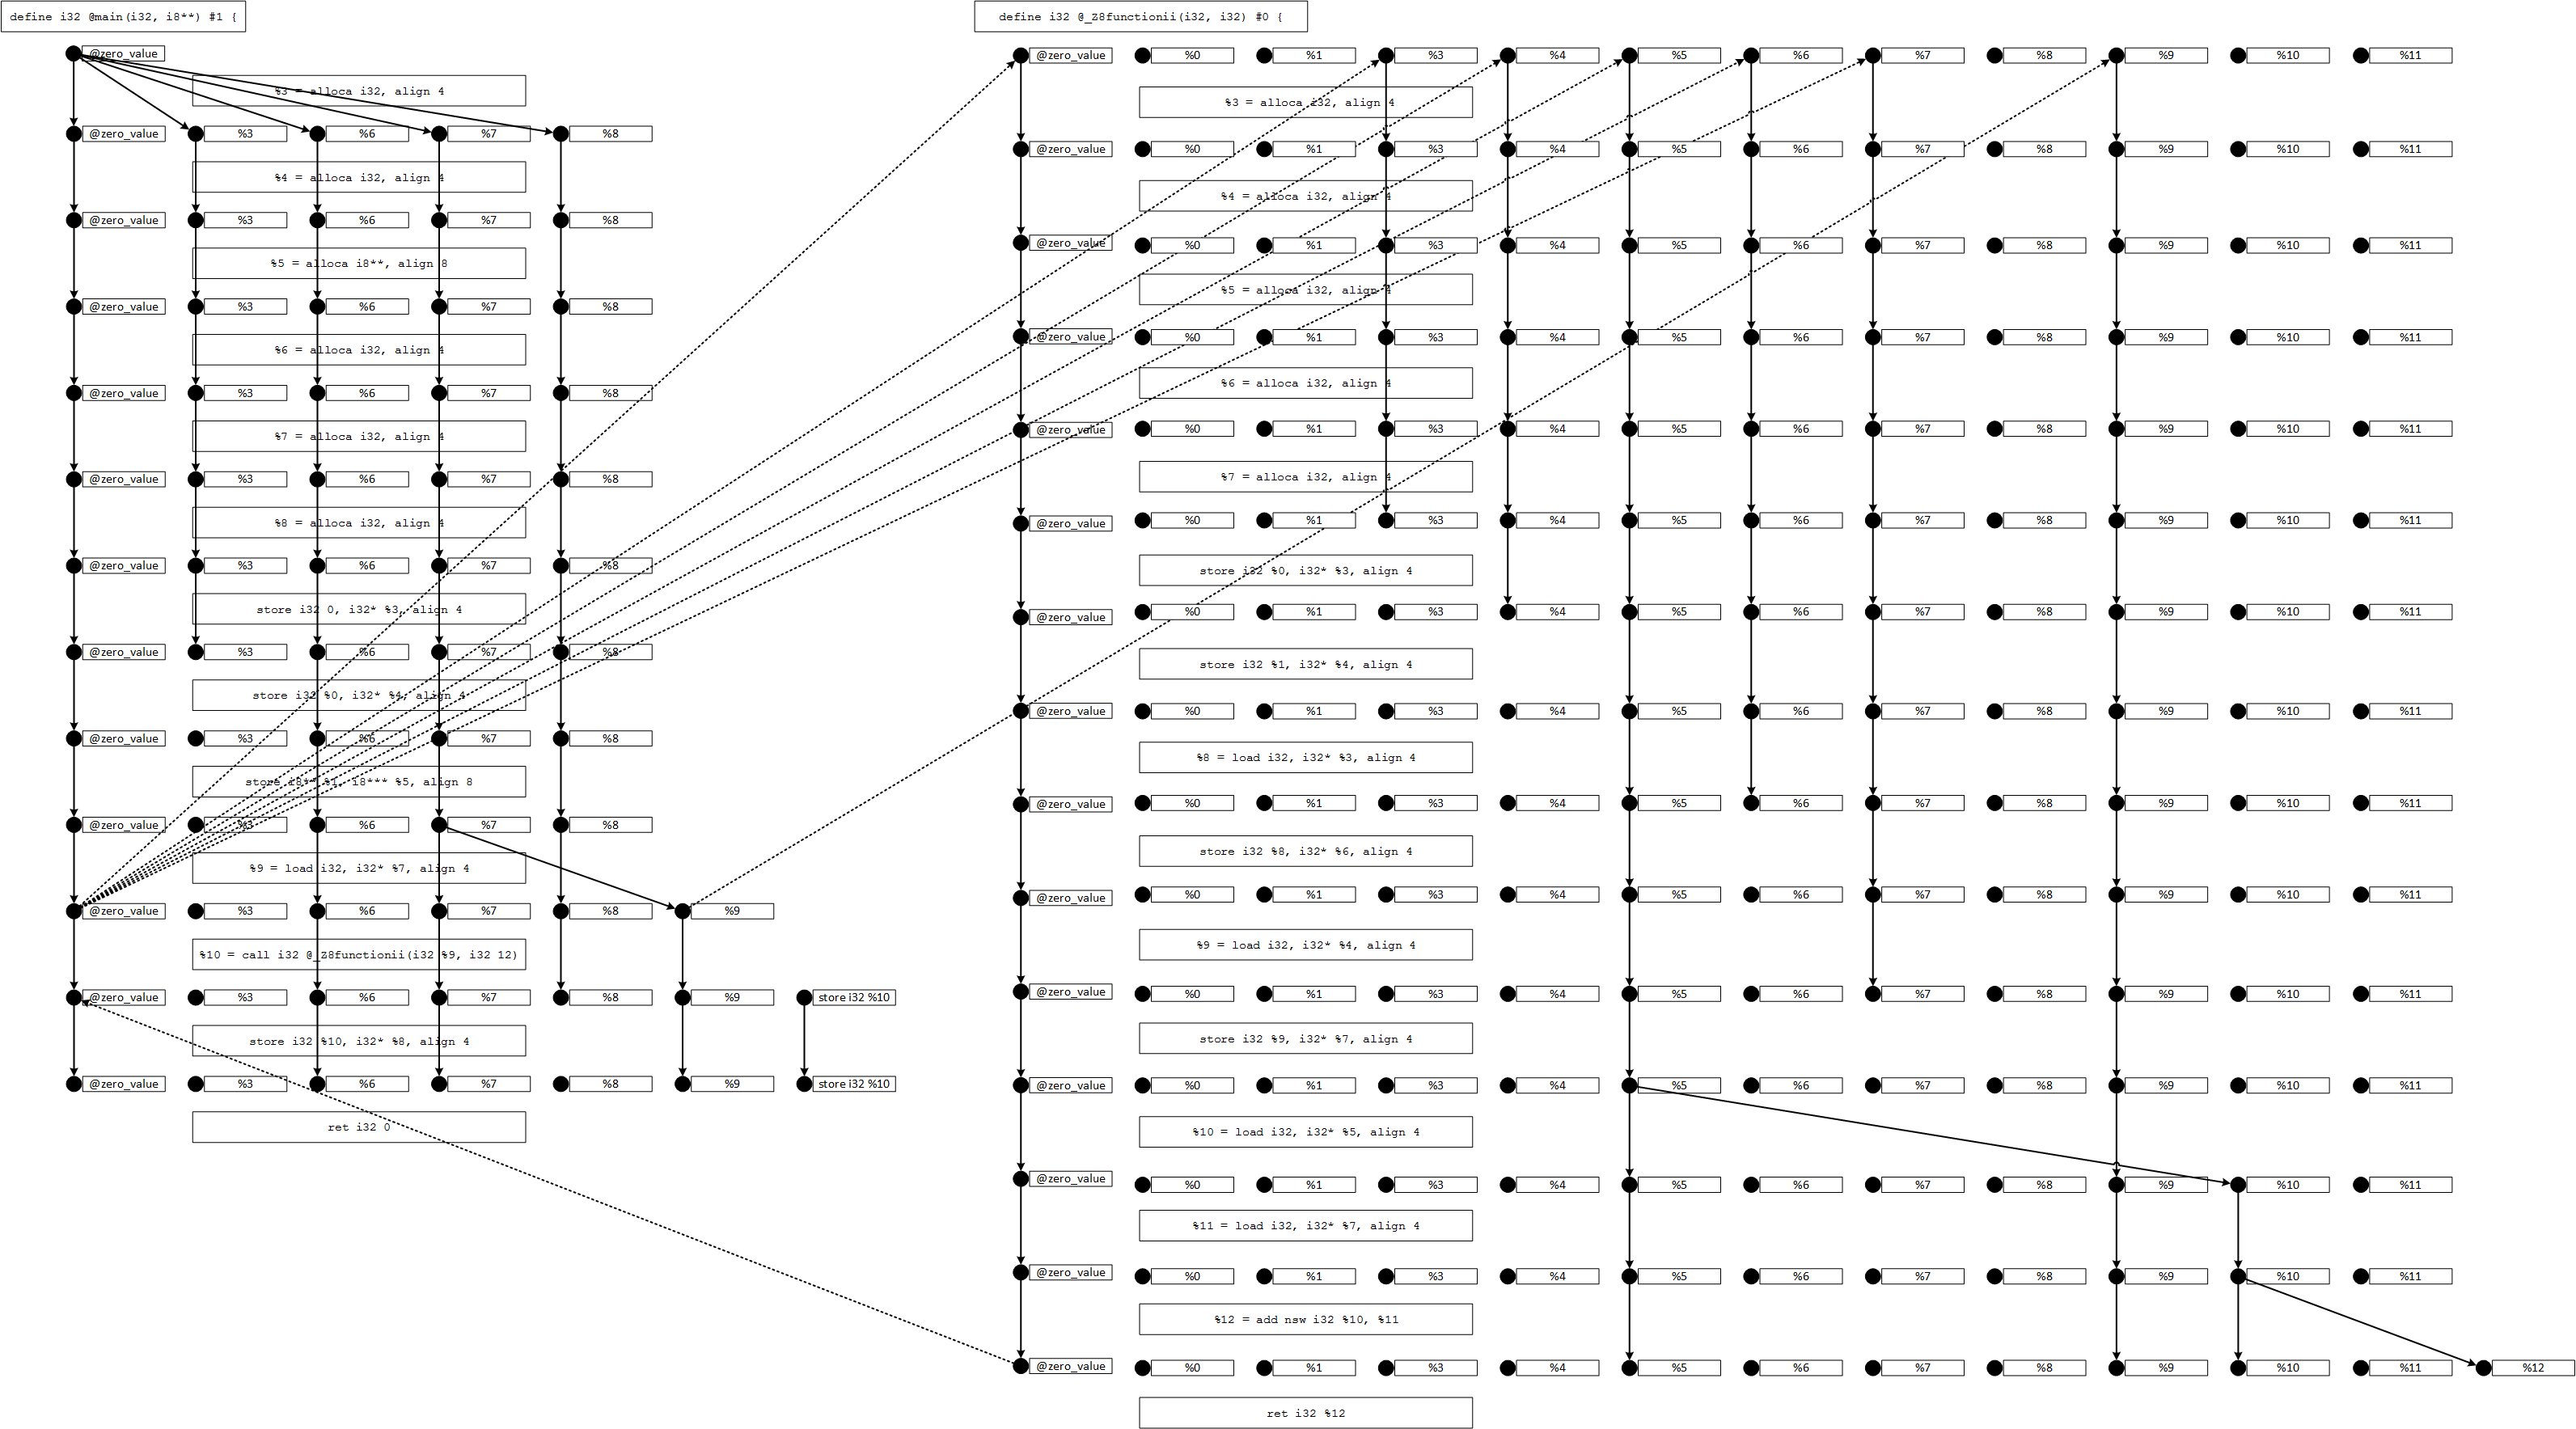 define i32 @main(i32, i8**) #1 {
@zero_value
%3 = alloca i32, align 4
@zero_value %3 %6 %7 %8
%4 = alloca i32, align 4
@zero_value %3 %6 %7 %8
%5 = alloca i8**, align 8
@zero_value %3 %6 %7 %8
%6 = alloca i32, align 4
@zero_value %3 %6 %7 %8
%7 = alloca i32, align 4
@zero_value %3 %6 %7 %8
%8 = alloca i32, align 4
@zero_value %3 %6 %7 %8
store i32 0, i32* %3, align 4
@zero_value %3 %6 %7 %8
store i32 %0, i32* %4, align 4
@zero_value %3 %6 %7 %8
store i8** %1, i8*** %5, align 8
@zero_value %3 %6 %7 %8
%9 = load i32, i32* %7, align 4
@zero_value %3 %6 %7 %8 %9
%10 = call i32 @_Z8functionii(i32 %9, i32 12)
@zero_value %3 %6 %7 %8 %9 store i32 %10
store i32 %10, i32* %8, align 4
@zero_value %3 %6 %7 %8 %9 store i32 %10
ret i32 0
define i32 @_Z8functionii(i32, i32) #0 {
@zero_value %0 %1 %3 %4 %5 %6 %7 %8 %9 %10 %11
%3 = alloca i32, align 4
@zero_value %0 %1 %3 %4 %5 %6 %7 %8 %9 %10 %11
%4 = alloca i32, align 4
@zero_value %0 %1 %3 %4 %5 %6 %7 %8 %9 %10 %11
%5 = alloca i32, align 4
@zero_value %0 %1 %3 %4 %5 %6 %7 %8 %9 %10 %11
%6 = alloca i32, align 4
@zero_value %0 %1 %3 %4 %5 %6 %7 %8 %9 %10 %11
%7 = alloca i32, align 4
@zero_value %0 %1 %3 %4 %5 %6 %7 %8 %9 %10 %11
store i32 %0, i32* %3, align 4
@zero_value %0 %1 %3 %4 %5 %6 %7 %8 %9 %10 %11
store i32 %1, i32* %4, align 4
@zero_value %0 %1 %3 %4 %5 %6 %7 %8 %9 %10 %11
%8 = load i32, i32* %3, align 4
@zero_value %0 %1 %3 %4 %5 %6 %7 %8 %9 %10 %11
store i32 %8, i32* %6, align 4
@zero_value %0 %1 %3 %4 %5 %6 %7 %8 %9 %10 %11
%9 = load i32, i32* %4, align 4
@zero_value %0 %1 %3 %4 %5 %6 %7 %8 %9 %10 %11
store i32 %9, i32* %7, align 4
@zero_value %0 %1 %3 %4 %5 %6 %7 %8 %9 %10 %11
%10 = load i32, i32* %5, align 4
@zero_value %0 %1 %3 %4 %5 %6 %7 %8 %9 %10 %11
%11 = load i32, i32* %7, align 4
@zero_value %0 %1 %3 %4 %5 %6 %7 %8 %9 %10 %11
%12 = add nsw i32 %10, %11
@zero_value %0 %1 %3 %4 %5 %6 %7 %8 %9 %10 %11 %12
ret i32 %12